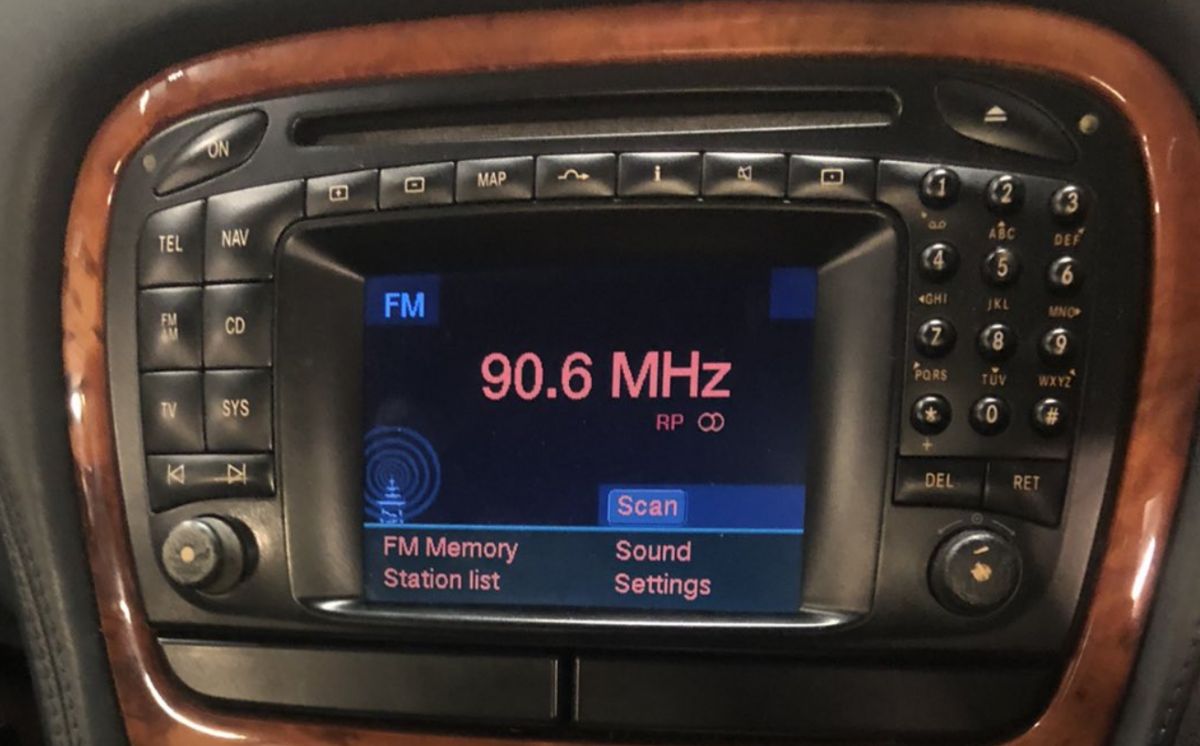 ON
MAP
i
TEL
NAV
FM
AM
CD
TV
SYS
FM
90.6 MHz
RP
Scan
FM Memory
Sound
Station list
Settings
1 2 3
ABC DEF
4 5 6
GHI JKL MNO
7 8 9
PQRS TUV WXYZ
* 0 #
+
DEL
RET